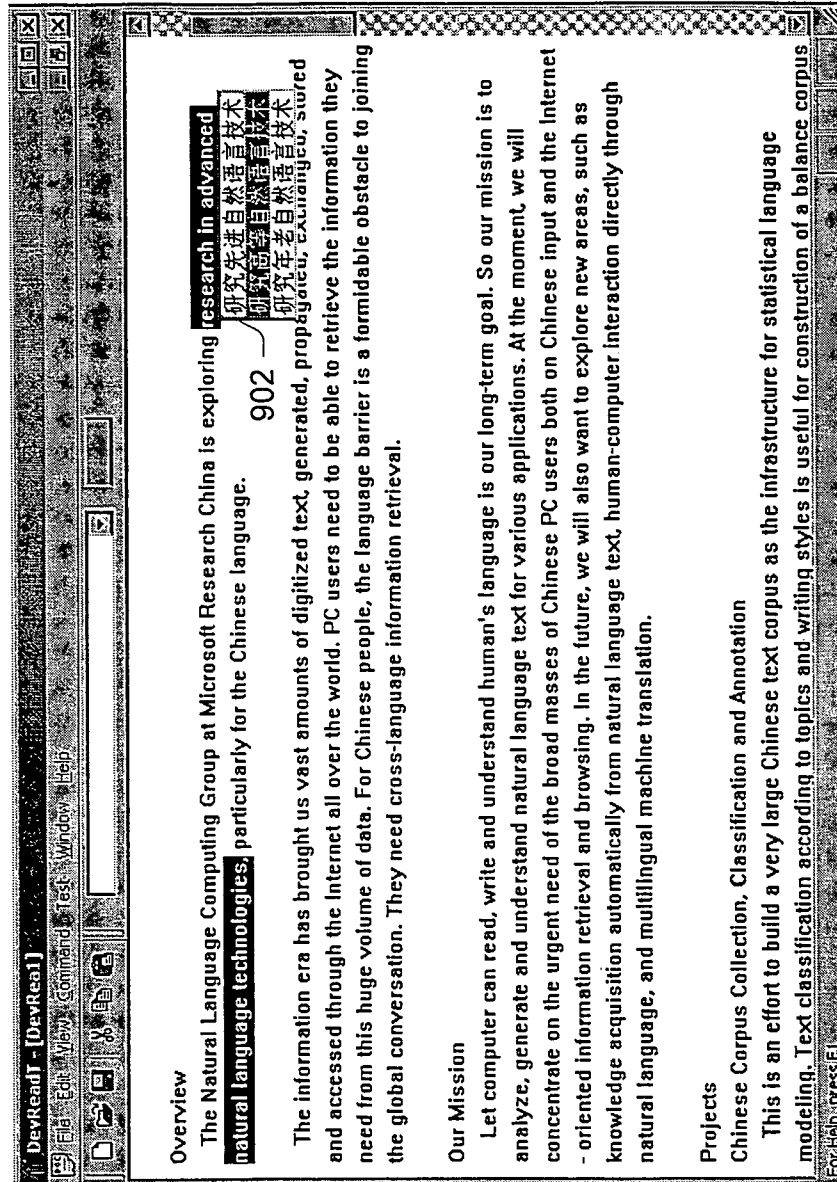 DevReadT - [DevRea1]
File Edit View Command Test Window Help
Overview
The Natural Language Computing Group at Microsoft Research China is exploring research in advanced
natural language technologies, particularly for the Chinese language.
研究先进自然语言技术
研究高等自然语言技术
研究年老自然语言技术
902
The information era has brought us vast amounts of digitized text, generated, propagated, exchanged, stored
and accessed through the Internet all over the world. PC users need to be able to retrieve the information they
need from this huge volume of data. For Chinese people, the language barrier is a formidable obstacle to joining
the global conversation. They need cross-language information retrieval.
Our Mission
Let computer can read, write and understand human's language is our long-term goal. So our mission is to
analyze, generate and understand natural language text for various applications. At the moment, we will
concentrate on the urgent need of the broad masses of Chinese PC users both on Chinese input and the Internet
- oriented information retrieval and browsing. In the future, we will also want to explore new areas, such as
knowledge acquisition automatically from natural language text, human-computer interaction directly through
natural language, and multilingual machine translation.
Projects
Chinese Corpus Collection, Classification and Annotation
This is an effort to build a very large Chinese text corpus as the infrastructure for statistical language
modeling. Text classification according to topics and writing styles is useful for construction of a balance corpus
For Help, press F1